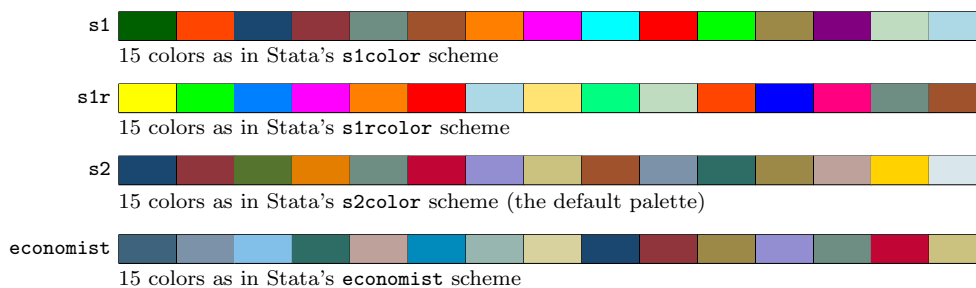 s1
15 colors as in Stata's s1color scheme
s1r
15 colors as in Stata's s1rcolor scheme
s2
15 colors as in Stata's s2color scheme (the default palette)
economist
15 colors as in Stata's economist scheme